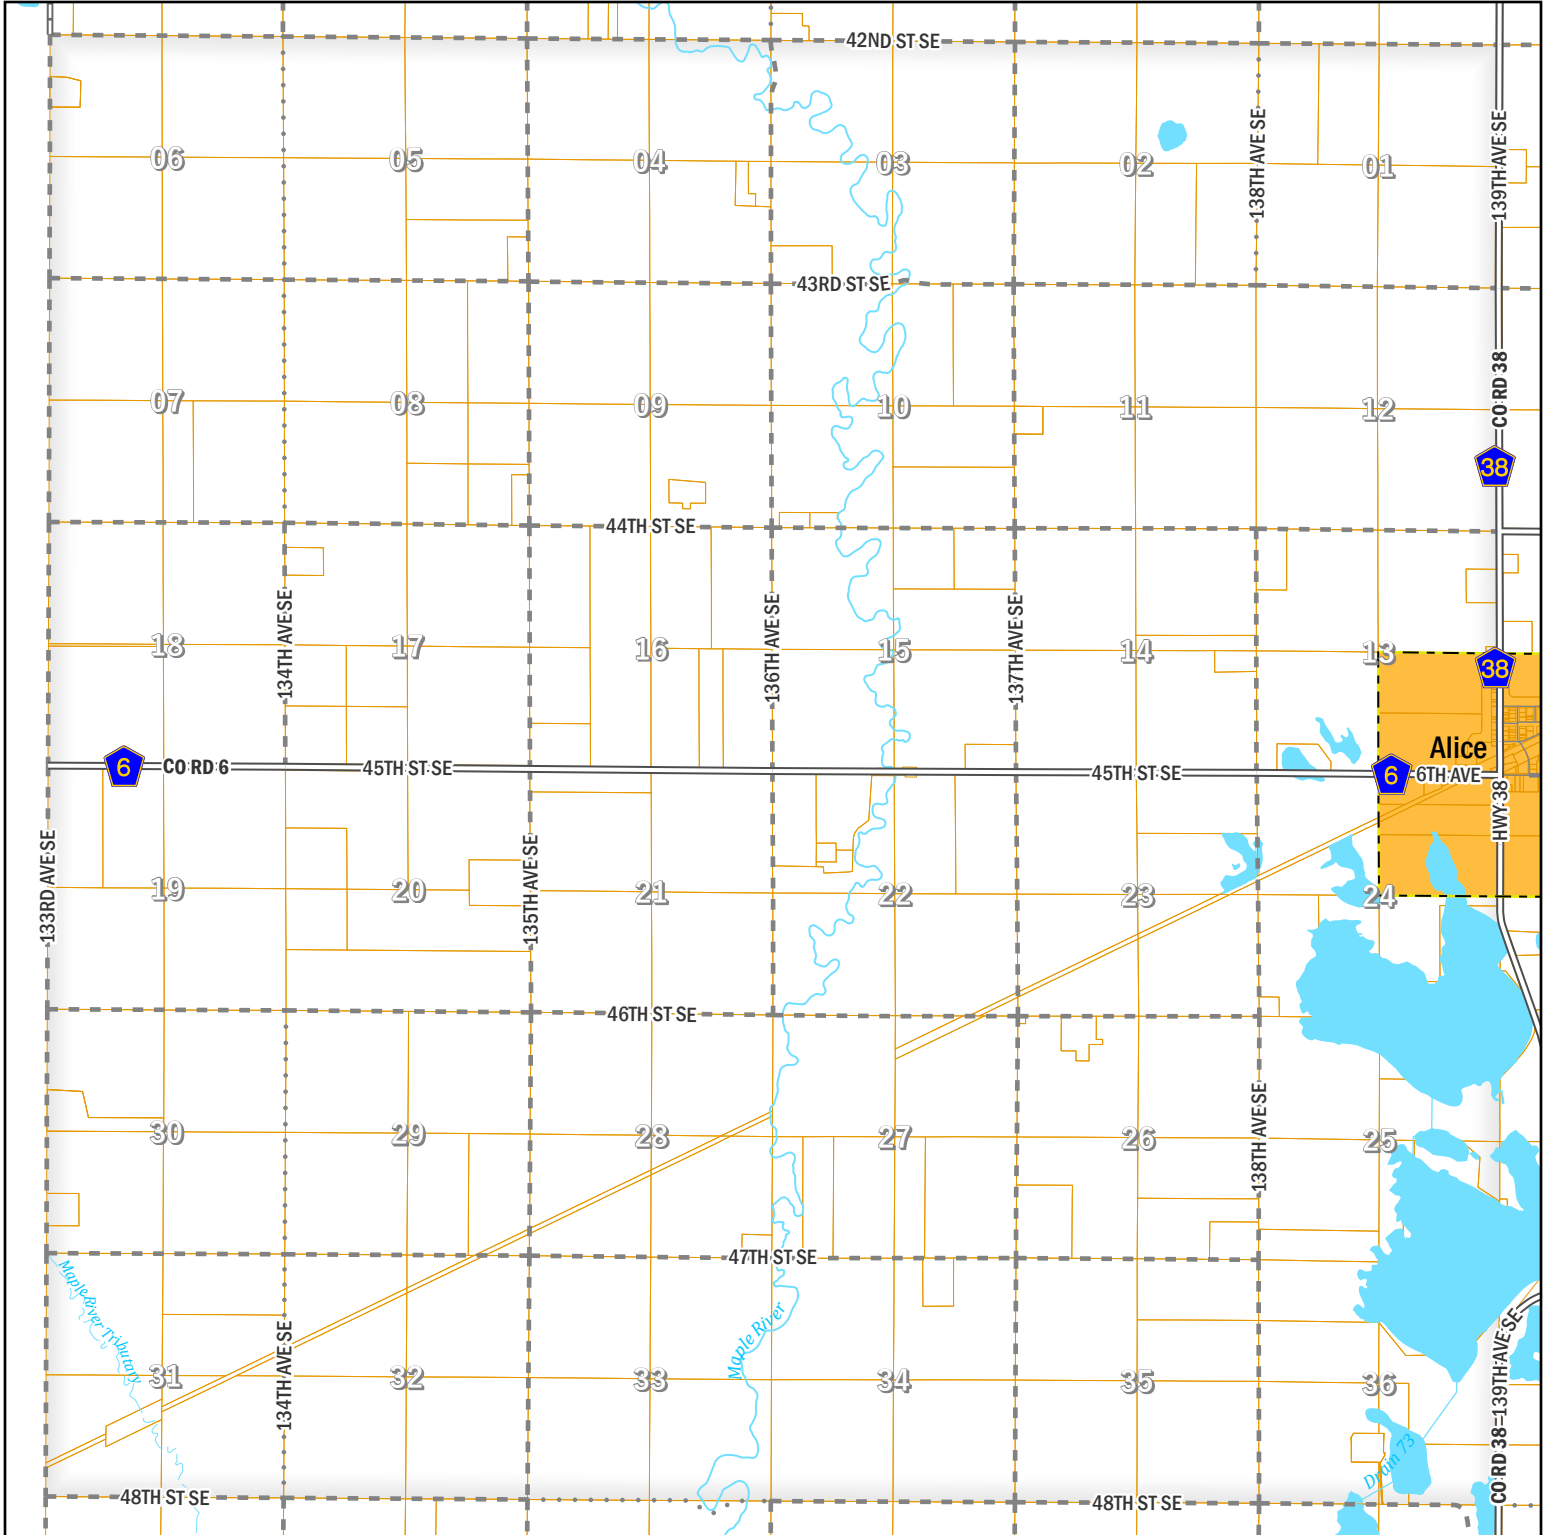 42ND ST SE
06
05
04
03
02
01
138TH AVE SE
139TH AVE SE
43RD ST SE
07
08
09
10
11
12
CO RD 38
38
44TH ST SE
18
17
16
15
14
13
134TH AVE SE
136TH AVE SE
137TH AVE SE
38
Alice
6
CO RD 6
45TH ST SE
45TH ST SE
6
6TH AVE
HWY 38
133RD AVE SE
135TH AVE SE
19
20
21
22
23
24
46TH ST SE
30
29
28
27
26
25
138TH AVE SE
47TH ST SE
Maple River Tributary
Maple River
134TH AVE SE
31
32
33
34
35
36
CO RD 38=139TH AVE SE
Drain 73
48TH ST SE
48TH ST SE